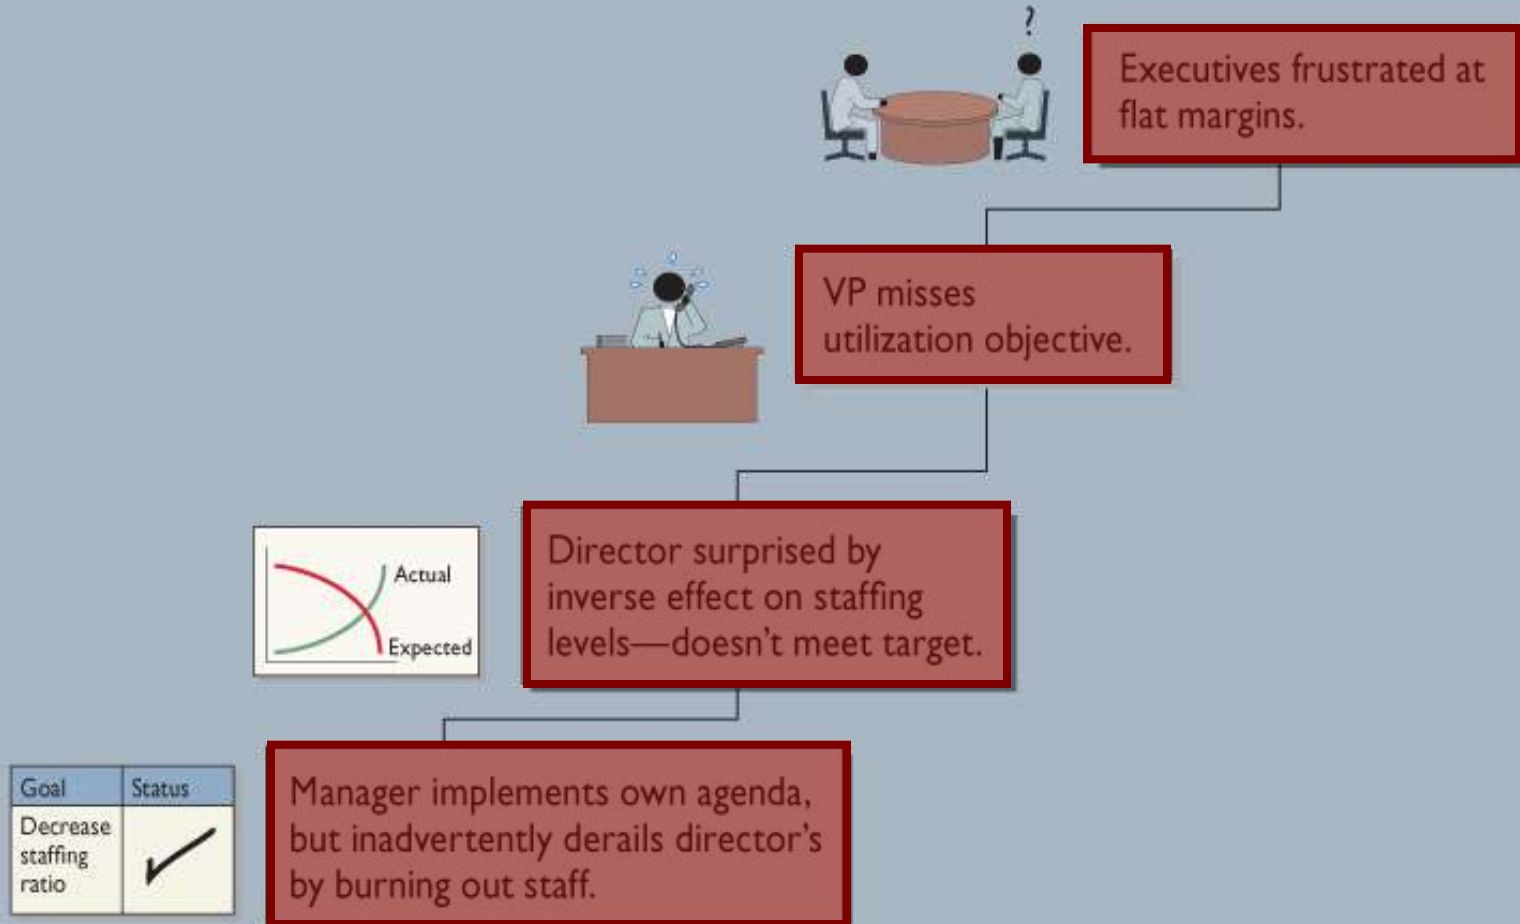 ?
Executives frustrated at
flat margins.
VP misses
utilization objective.
Actual
Expected
Director surprised by
inverse effect on staffing
levels—doesn’t meet target.
Goal Status
Decrease
staffing
ratio
Manager implements own agenda,
but inadvertently derails director’s
by burning out staff.